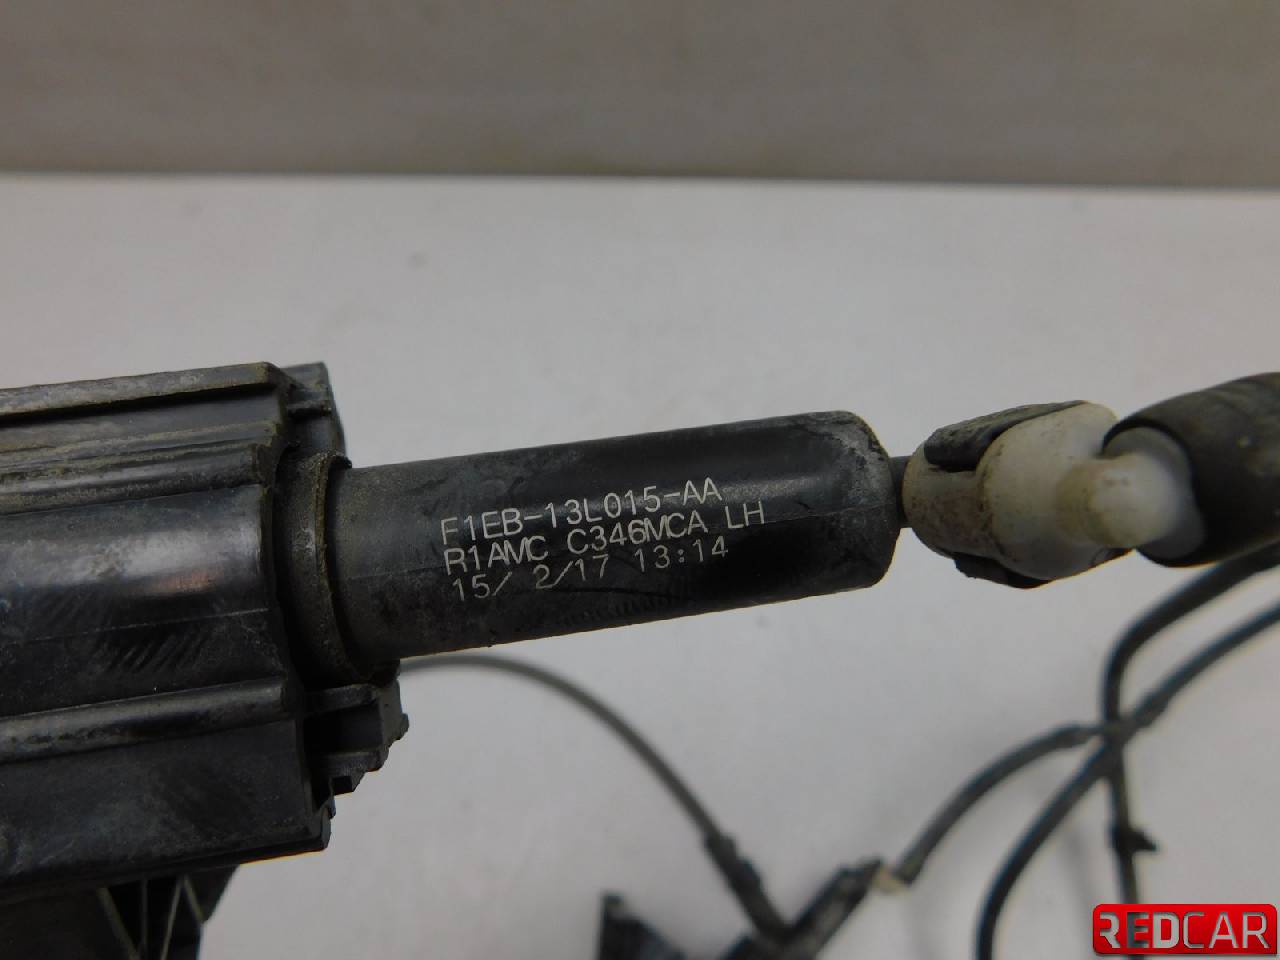 F1EB-13L015-AA
R1AMC C346MCA LH
15/ 2/17 13:14
REDCAR